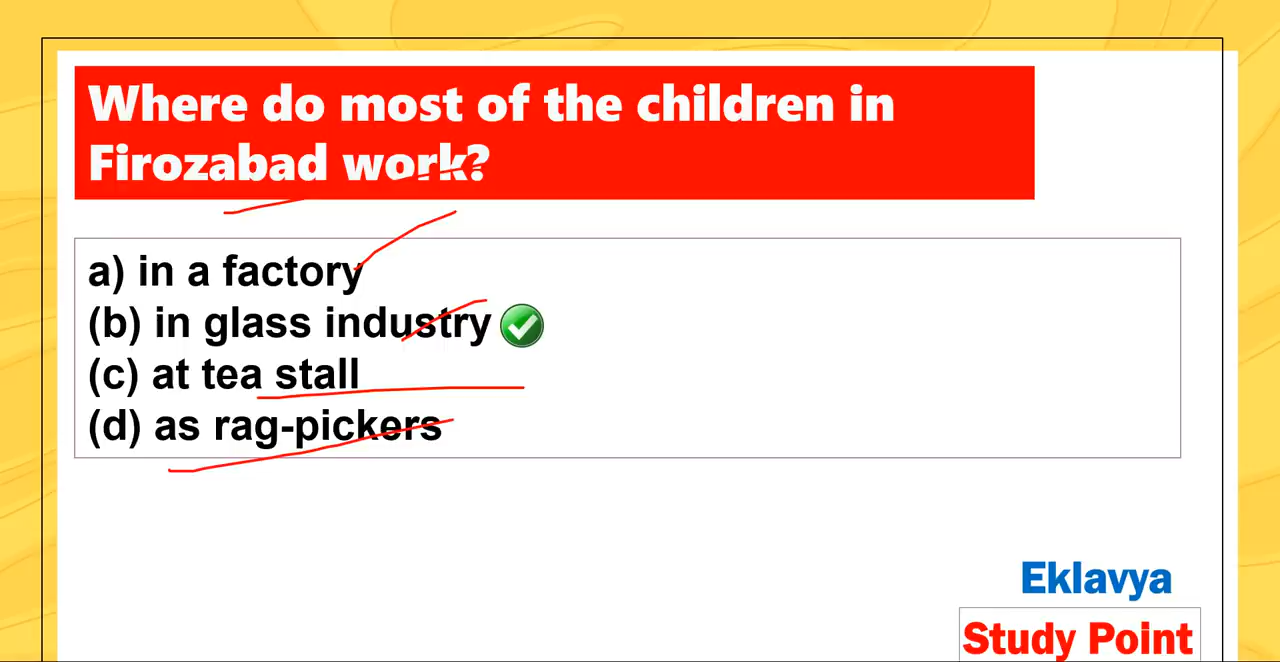 Where do most of the children in
Firozabad work?
a) in a factory
(b) in glass industry
(c) at tea stall
(d) as rag-pickers
Eklavya
Study Point